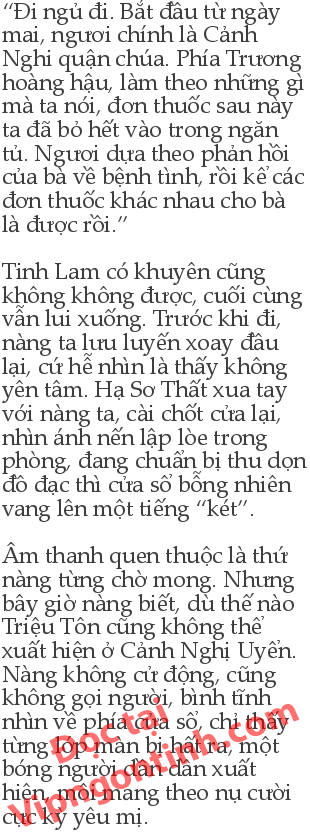 “Đi ngủ đi. Bắt đầu từ ngày
mai, ngươi chính là Cảnh
Nghi quận chúa. Phía Trương
hoàng hậu, làm theo những gì
mà ta nói, đơn thuốc sau này
ta đã bỏ hết vào trong ngăn
tủ. Ngươi dựa theo phản hồi
của bà về bệnh tình, rồi kể các
đơn thuốc khác nhau cho bà
là được rồi.”
Tinh Lam có khuyên cũng
không không được, cuối cùng
vẫn lui xuống. Trước khi đi,
nàng ta lưu luyến xoay đầu
lại, cứ hễ nhìn là thấy không
yên tâm. Hạ Sơ Thất xua tay
với nàng ta, cài chốt cửa lại,
nhìn ánh nến lập lòe trong
phòng, đang chuẩn bị thu dọn
đồ đạc thì cửa sổ bỗng nhiên
vang lên một tiếng “két”.
Âm thanh quen thuộc là thứ
nàng từng chờ mong. Nhưng
bây giờ nàng biết, dù thế nào
Triệu Tôn cũng không thể
xuất hiện ở Cảnh Nghị Uyển.
Nàng không cử động, cũng
không gọi người, bình tĩnh
nhìn về phía cửa sổ, chỉ thấy
từng lớp màn bị hất ra, một
bóng người dần dần xuất
hiện, môi mang theo nụ cười
cực kỳ yêu mị.
Đọc tại
Vipngontinh.com